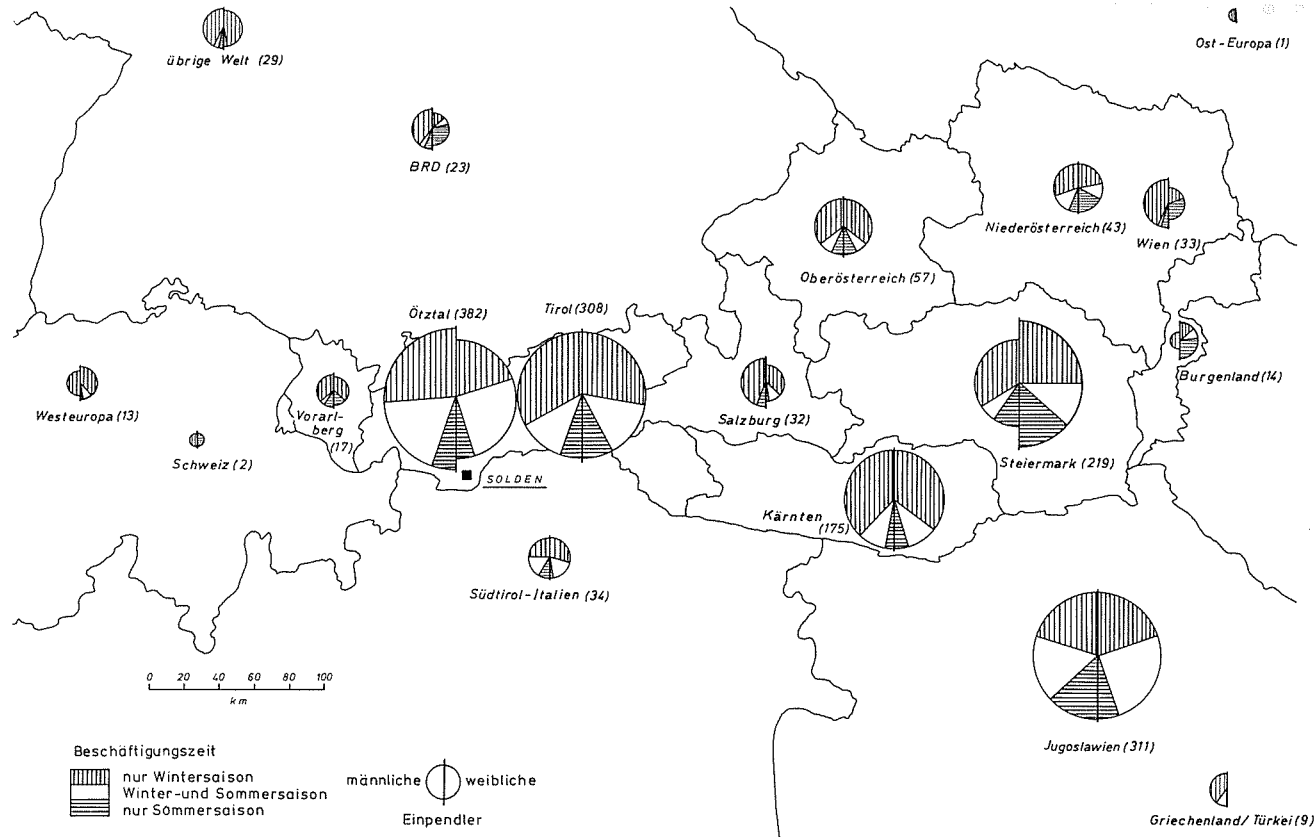 übrige Welt (29)
Ost-Europa (1)
BRD (23)
Niederösterreich (43)
Wien (33)
Oberösterreich (57)
Ötztal (382)
Tirol (308)
Westeuropa (13)
Vorarl-
berg
(17)
Schweiz (2)
Salzburg (32)
Burgenland (14)
Steiermark (219)
SOLDEN
Kärnten
(175)
Südtirol-Italien (34)
0 20 40 60 80 100
km
Jugoslawien (311)
Beschäftigungszeit
nur Wintersaison
Winter-und Sommersaison
nur Sommersaison
männliche weibliche
Einpendler
Griechenland/Türkei (9)